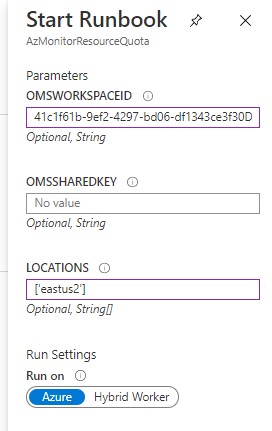 Start Runbook
AzMonitorResourceQuota
Parameters
OMSWORKSPACEID
41c1f61b-9ef2-4297-bd06-df1343ce3f30D
Optional, String
OMSSHAREDKEY
No value
Optional, String
LOCATIONS
['eastus2']
Optional, String[]
Run Settings
Run on
Azure Hybrid Worker